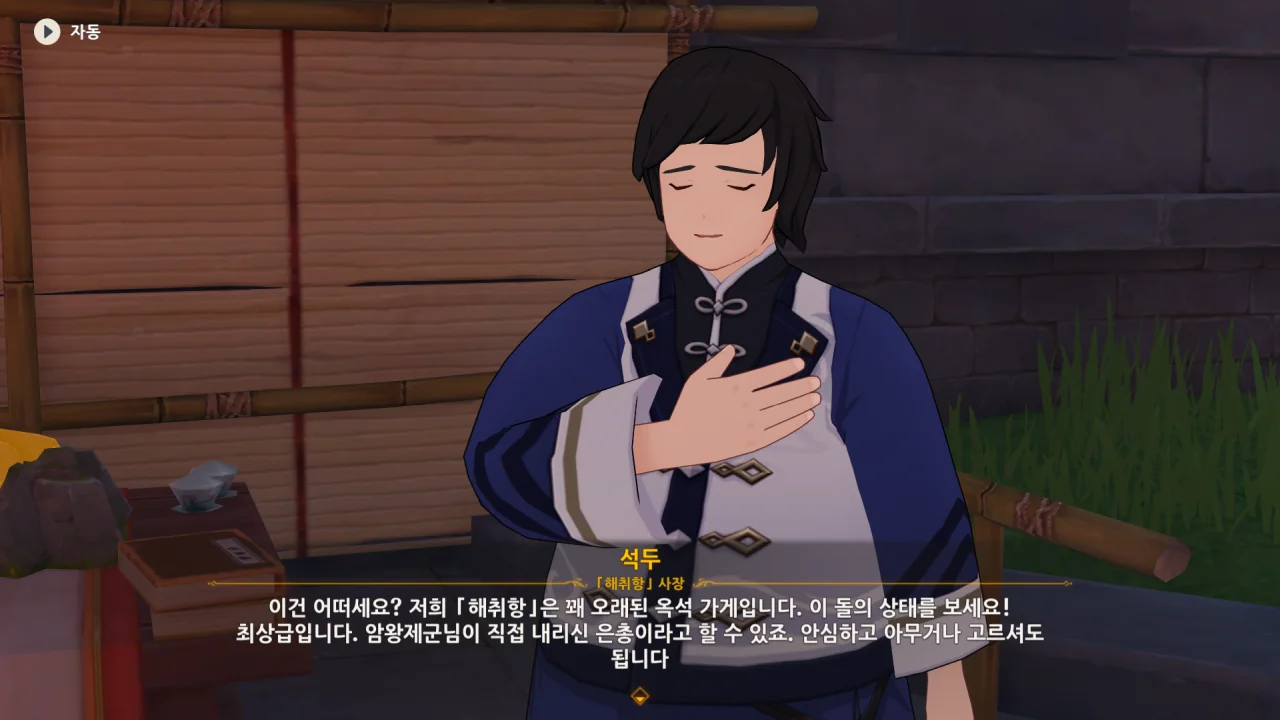 자동
석두
「해취항」 사장
이건 어떠세요? 저희 「해취항」은 꽤 오래된 옥석 가게입니다. 이 돌의 상태를 보세요!
최상급입니다. 암왕제군님이 직접 내리신 은총이라고 할 수 있죠. 안심하고 아무거나 고르셔도
됩니다